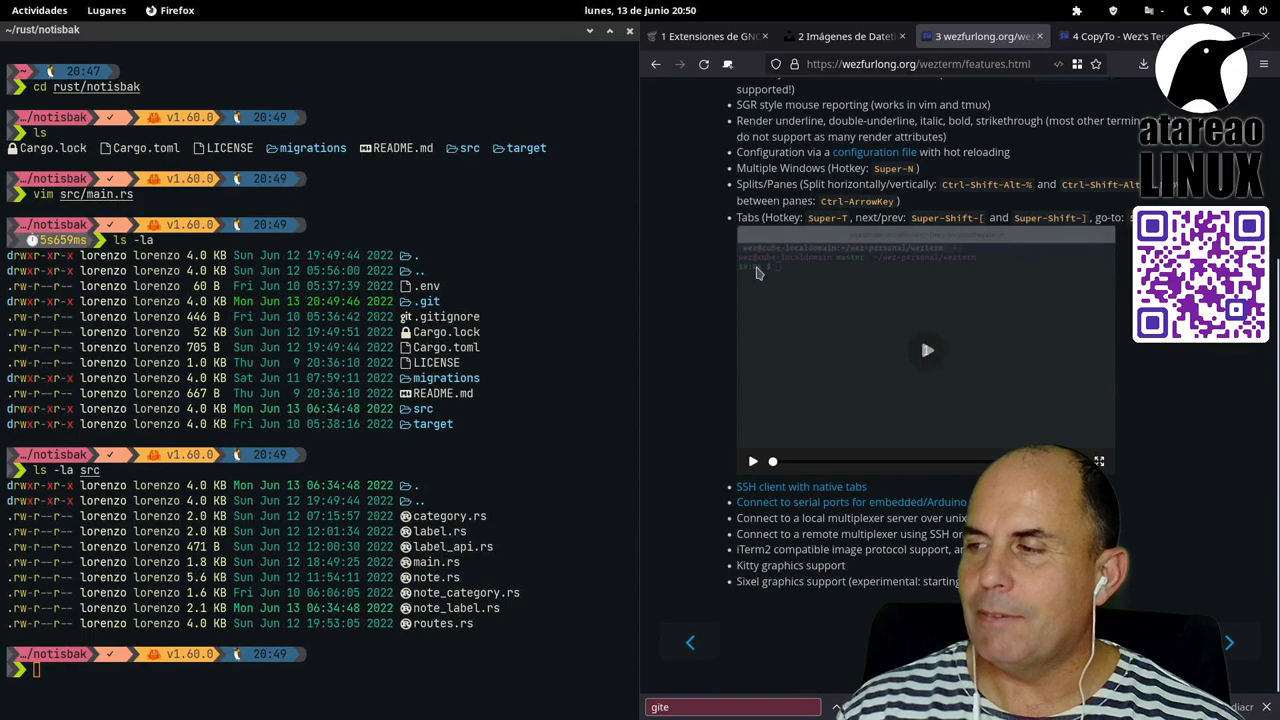 Actividades Lugares Firefox lunes, 13 de junio 20:50
~/rust/notisbak
~ 20:47
cd rust/notisbak
…/notisbak ✓ v1.60.0 20:49
ls
Cargo.lock Cargo.toml LICENSE migrations README.md src target
…/notisbak ✓ v1.60.0 20:49
vim src/main.rs
…/notisbak ✓ v1.60.0 20:49
5s659ms ls -la
drwxr-xr-x lorenzo lorenzo 4.0 KB Sun Jun 12 19:49:44 2022 .
drwxr-xr-x lorenzo lorenzo 4.0 KB Sun Jun 12 05:56:00 2022 ..
.rw-r--r-- lorenzo lorenzo 60 B Fri Jun 10 05:37:39 2022 .env
drwxr-xr-x lorenzo lorenzo 4.0 KB Mon Jun 13 20:49:46 2022 .git
.rw-r--r-- lorenzo lorenzo 446 B Fri Jun 10 05:36:42 2022 .gitignore
.rw-r--r-- lorenzo lorenzo 52 KB Sun Jun 12 19:49:51 2022 Cargo.lock
.rw-r--r-- lorenzo lorenzo 705 B Sun Jun 12 19:49:44 2022 Cargo.toml
.rw-r--r-- lorenzo lorenzo 1.0 KB Thu Jun 9 20:36:10 2022 LICENSE
drwxr-xr-x lorenzo lorenzo 4.0 KB Sat Jun 11 07:59:11 2022 migrations
.rw-r--r-- lorenzo lorenzo 667 B Thu Jun 9 20:36:10 2022 README.md
drwxr-xr-x lorenzo lorenzo 4.0 KB Mon Jun 13 06:34:48 2022 src
drwxr-xr-x lorenzo lorenzo 4.0 KB Fri Jun 10 05:38:16 2022 target
…/notisbak ✓ v1.60.0 20:49
ls -la src
drwxr-xr-x lorenzo lorenzo 4.0 KB Mon Jun 13 06:34:48 2022 .
drwxr-xr-x lorenzo lorenzo 4.0 KB Sun Jun 12 19:49:44 2022 ..
.rw-r--r-- lorenzo lorenzo 2.0 KB Sun Jun 12 07:15:57 2022 category.rs
.rw-r--r-- lorenzo lorenzo 2.0 KB Sun Jun 12 12:01:34 2022 label.rs
.rw-r--r-- lorenzo lorenzo 471 B Sun Jun 12 12:00:30 2022 label_api.rs
.rw-r--r-- lorenzo lorenzo 1.8 KB Sun Jun 12 18:49:25 2022 main.rs
.rw-r--r-- lorenzo lorenzo 5.6 KB Sun Jun 12 11:54:11 2022 note.rs
.rw-r--r-- lorenzo lorenzo 1.6 KB Fri Jun 10 06:06:05 2022 note_category.rs
.rw-r--r-- lorenzo lorenzo 2.1 KB Mon Jun 13 06:34:48 2022 note_label.rs
.rw-r--r-- lorenzo lorenzo 4.0 KB Sun Jun 12 19:53:05 2022 routes.rs
…/notisbak ✓ v1.60.0 20:49
1 Extensiones de GN 2 Imágenes de Dat 3 wezfurlong.org/we 4 CopyTo - Wez's Te
https://wezfurlong.org/wezterm/features.html
supported!)
SGR style mouse reporting (works in vim and tmux)
Render underline, double-underline, italic, bold, strikethrough (most other termin
do not support as many render attributes)
Configuration via a configuration file with hot reloading
Multiple Windows (Hotkey: Super-N )
Splits/Panes (Split horizontally/vertically: Ctrl-Shift-Alt-% and Ctrl-Shift-Alt
between panes: Ctrl-ArrowKey )
Tabs (Hotkey: Super-T, next/prev: Super-Shift-[ and Super-Shift-], go-to:
wez@cube-localdomain:~/wez-personal/wezterm
wez@cube-localdomain master ~/wez-personal/wezterm
SSH client with native tabs
Connect to serial ports for embedded/Arduino
Connect to a local multiplexer server over unix
Connect to a remote multiplexer using SSH or
iTerm2 compatible image protocol support, an
Kitty graphics support
Sixel graphics support (experimental: starting
gite
diacr
atareao
LINUX